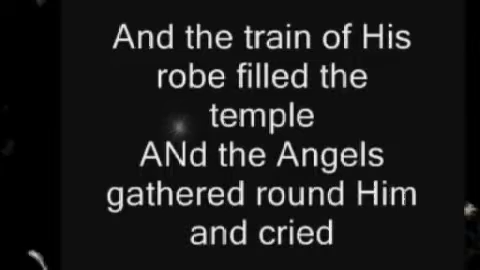 And the train of His
robe filled the
temple
ANd the Angels
gathered round Him
and cried